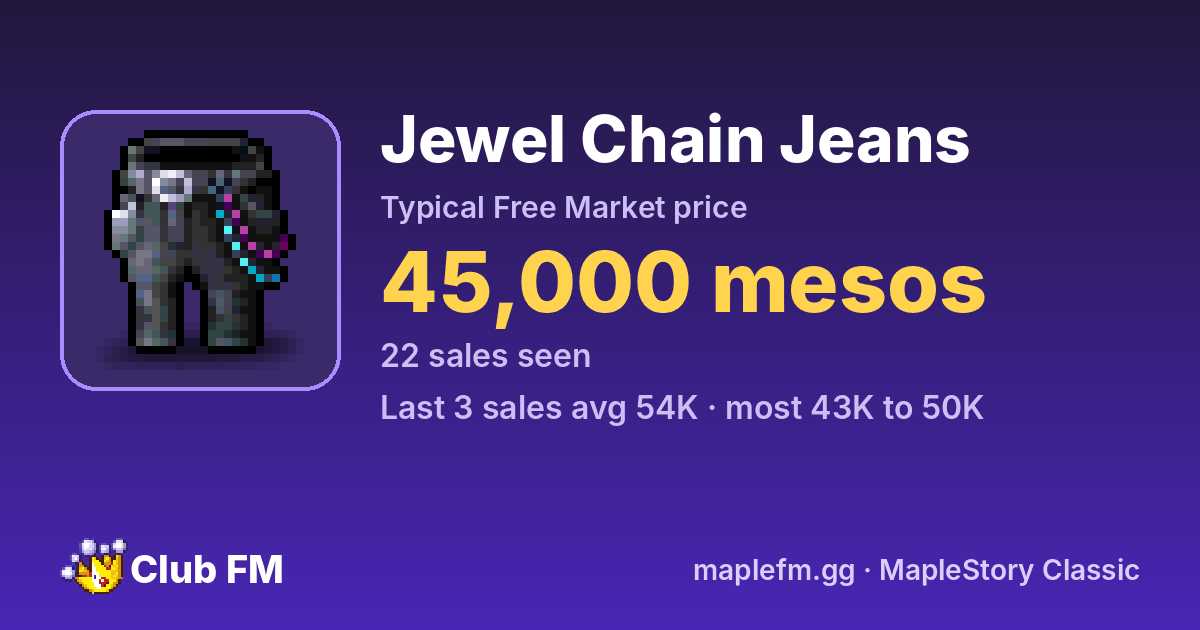 Jewel Chain Jeans
Typical Free Market price
45,000 mesos
22 sales seen
Last 3 sales avg 54K · most 43K to 50K
Club FM
maplefm.gg · MapleStory Classic